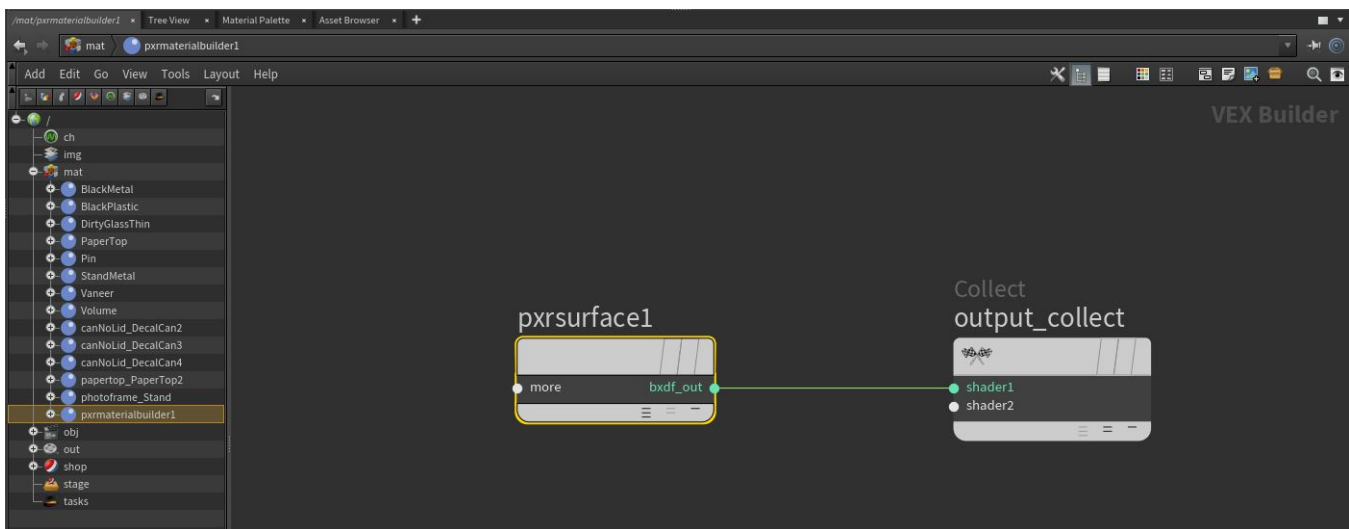 /mat/pxrmaterialbuilder1 × Tree View × Material Palette × Asset Browser × +
mat pxrmaterialbuilder1
Add Edit Go View Tools Layout Help
VEX Builder
/
ch
img
mat
BlackMetal
BlackPlastic
DirtyGlassThin
PaperTop
Pin
StandMetal
Vaneer
Volume
canNoLid_DecalCan2
canNoLid_DecalCan3
canNoLid_DecalCan4
papertop_PaperTop2
photoframe_Stand
pxrmaterialbuilder1
obj
out
shop
stage
tasks
pxrsurface1
more bxdf_out
Collect
output_collect
shader1
shader2